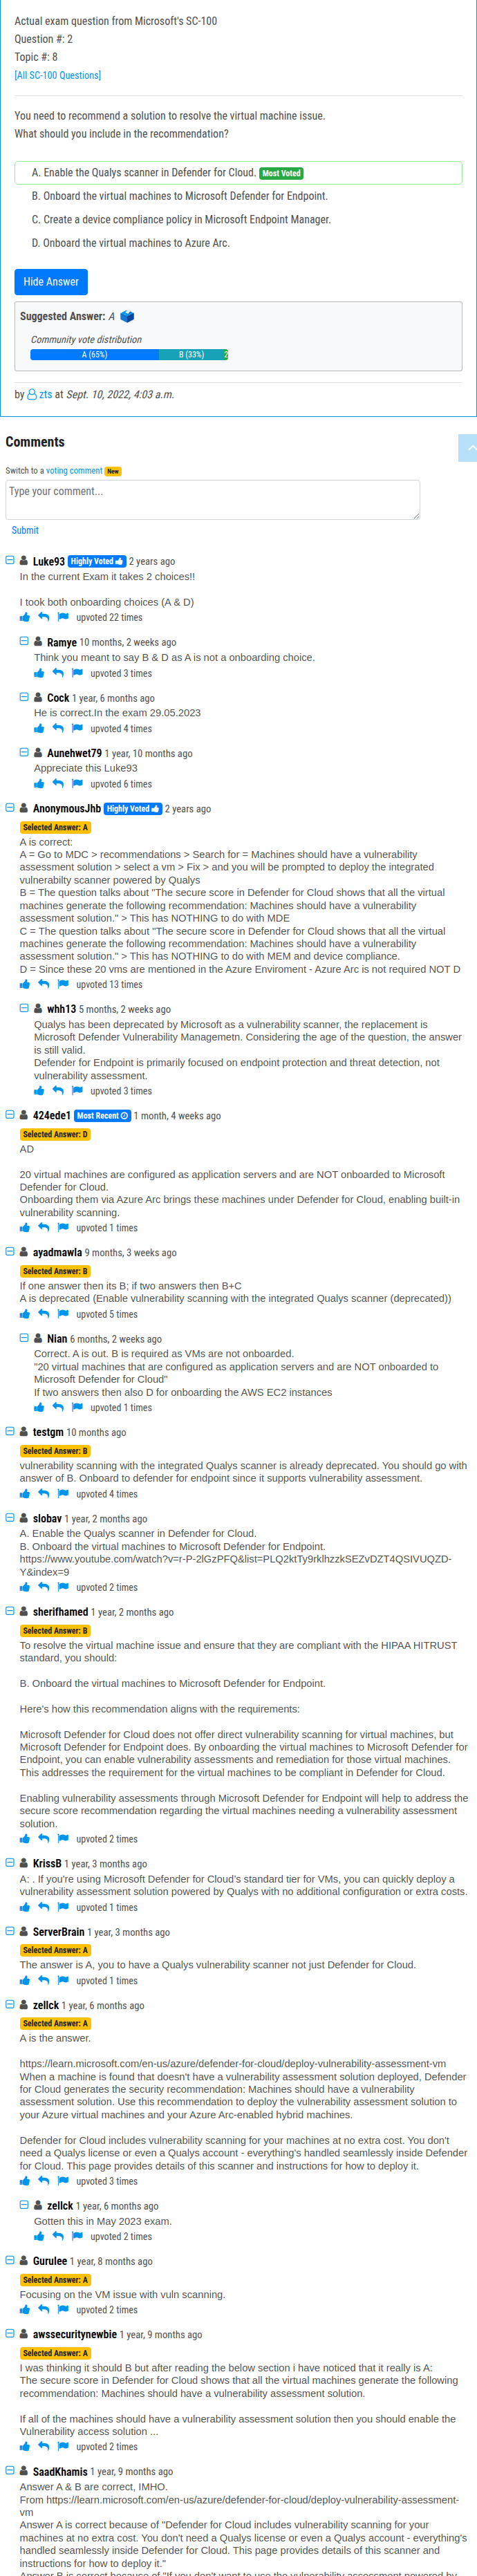 Actual exam question from Microsoft's SC-100
Question #: 2
Topic #: 8
[All SC-100 Questions]
You need to recommend a solution to resolve the virtual machine issue.
What should you include in the recommendation?
A. Enable the Qualys scanner in Defender for Cloud. Most Voted
B. Onboard the virtual machines to Microsoft Defender for Endpoint.
C. Create a device compliance policy in Microsoft Endpoint Manager.
D. Onboard the virtual machines to Azure Arc.
Hide Answer
Suggested Answer: A
Community vote distribution
A (65%) B (33%) 2
by zts at Sept. 10, 2022, 4:03 a.m.
Comments
Switch to a voting comment New
Type your comment...
Submit
Luke93 Highly Voted 2 years ago
In the current Exam it takes 2 choices!!
I took both onboarding choices (A & D)
upvoted 22 times
Ramye 10 months, 2 weeks ago
Think you meant to say B & D as A is not a onboarding choice.
upvoted 3 times
Cock 1 year, 6 months ago
He is correct.In the exam 29.05.2023
upvoted 4 times
Aunehwet79 1 year, 10 months ago
Appreciate this Luke93
upvoted 6 times
AnonymousJhb Highly Voted 2 years ago
Selected Answer: A
A is correct:
A = Go to MDC > recommendations > Search for = Machines should have a vulnerability
assessment solution > select a vm > Fix > and you will be prompted to deploy the integrated
vulnerabilty scanner powered by Qualys
B = The question talks about "The secure score in Defender for Cloud shows that all the virtual
machines generate the following recommendation: Machines should have a vulnerability
assessment solution." > This has NOTHING to do with MDE
C = The question talks about "The secure score in Defender for Cloud shows that all the virtual
machines generate the following recommendation: Machines should have a vulnerability
assessment solution." > This has NOTHING to do with MEM and device compliance.
D = Since these 20 vms are mentioned in the Azure Enviroment - Azure Arc is not required NOT D
upvoted 13 times
whh13 5 months, 2 weeks ago
Qualys has been deprecated by Microsoft as a vulnerability scanner, the replacement is
Microsoft Defender Vulnerability Managemetn. Considering the age of the question, the answer
is still valid.
Defender for Endpoint is primarily focused on endpoint protection and threat detection, not
vulnerability assessment.
upvoted 3 times
424ede1 Most Recent 1 month, 4 weeks ago
Selected Answer: D
AD
20 virtual machines are configured as application servers and are NOT onboarded to Microsoft
Defender for Cloud.
Onboarding them via Azure Arc brings these machines under Defender for Cloud, enabling built-in
vulnerability scanning.
upvoted 1 times
ayadmawla 9 months, 3 weeks ago
Selected Answer: B
If one answer then its B; if two answers then B+C
A is deprecated (Enable vulnerability scanning with the integrated Qualys scanner (deprecated))
upvoted 5 times
Nian 6 months, 2 weeks ago
Correct. A is out. B is required as VMs are not onboarded.
"20 virtual machines that are configured as application servers and are NOT onboarded to
Microsoft Defender for Cloud"
If two answers then also D for onboarding the AWS EC2 instances
upvoted 1 times
testgm 10 months ago
Selected Answer: B
vulnerability scanning with the integrated Qualys scanner is already deprecated. You should go with
answer of B. Onboard to defender for endpoint since it supports vulnerability assessment.
upvoted 4 times
slobav 1 year, 2 months ago
A. Enable the Qualys scanner in Defender for Cloud.
B. Onboard the virtual machines to Microsoft Defender for Endpoint.
https://www.youtube.com/watch?v=r-P-2lGzPFQ&list=PLQ2ktTy9rklhzzkSEZvDZT4QSIVUQZD-
Y&index=9
upvoted 2 times
sherifhamed 1 year, 2 months ago
Selected Answer: B
To resolve the virtual machine issue and ensure that they are compliant with the HIPAA HITRUST
standard, you should:
B. Onboard the virtual machines to Microsoft Defender for Endpoint.
Here's how this recommendation aligns with the requirements:
Microsoft Defender for Cloud does not offer direct vulnerability scanning for virtual machines, but
Microsoft Defender for Endpoint does. By onboarding the virtual machines to Microsoft Defender for
Endpoint, you can enable vulnerability assessments and remediation for those virtual machines.
This addresses the requirement for the virtual machines to be compliant in Defender for Cloud.
Enabling vulnerability assessments through Microsoft Defender for Endpoint will help to address the
secure score recommendation regarding the virtual machines needing a vulnerability assessment
solution.
upvoted 2 times
KrissB 1 year, 3 months ago
A: . If you're using Microsoft Defender for Cloud's standard tier for VMs, you can quickly deploy a
vulnerability assessment solution powered by Qualys with no additional configuration or extra costs.
upvoted 1 times
ServerBrain 1 year, 3 months ago
Selected Answer: A
The answer is A, you to have a Qualys vulnerability scanner not just Defender for Cloud.
upvoted 1 times
zellck 1 year, 6 months ago
Selected Answer: A
A is the answer.
https://learn.microsoft.com/en-us/azure/defender-for-cloud/deploy-vulnerability-assessment-vm
When a machine is found that doesn't have a vulnerability assessment solution deployed, Defender
for Cloud generates the security recommendation: Machines should have a vulnerability
assessment solution. Use this recommendation to deploy the vulnerability assessment solution to
your Azure virtual machines and your Azure Arc-enabled hybrid machines.
Defender for Cloud includes vulnerability scanning for your machines at no extra cost. You don't
need a Qualys license or even a Qualys account - everything's handled seamlessly inside Defender
for Cloud. This page provides details of this scanner and instructions for how to deploy it.
upvoted 3 times
zellck 1 year, 6 months ago
Gotten this in May 2023 exam.
upvoted 2 times
Gurulee 1 year, 8 months ago
Selected Answer: A
Focusing on the VM issue with vuln scanning.
upvoted 2 times
awssecuritynewbie 1 year, 9 months ago
Selected Answer: A
I was thinking it should B but after reading the below section i have noticed that it really is A:
The secure score in Defender for Cloud shows that all the virtual machines generate the following
recommendation: Machines should have a vulnerability assessment solution.
If all of the machines should have a vulnerability assessment solution then you should enable the
Vulnerability access solution ...
upvoted 2 times
SaadKhamis 1 year, 9 months ago
Answer A & B are correct, IMHO.
From https://learn.microsoft.com/en-us/azure/defender-for-cloud/deploy-vulnerability-assessment-
vm
Answer A is correct because of "Defender for Cloud includes vulnerability scanning for your
machines at no extra cost. You don't need a Qualys license or even a Qualys account - everything's
handled seamlessly inside Defender for Cloud. This page provides details of this scanner and
instructions for how to deploy it."